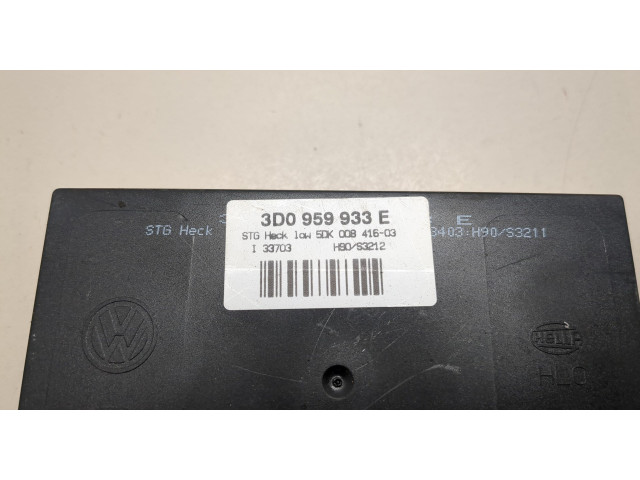 3D0 959 933 E
STG Heck low 5DK 008 416-03
I 33703 H90/S3212
STG Heck
E
3403:H90/S3211
VW
HELLA